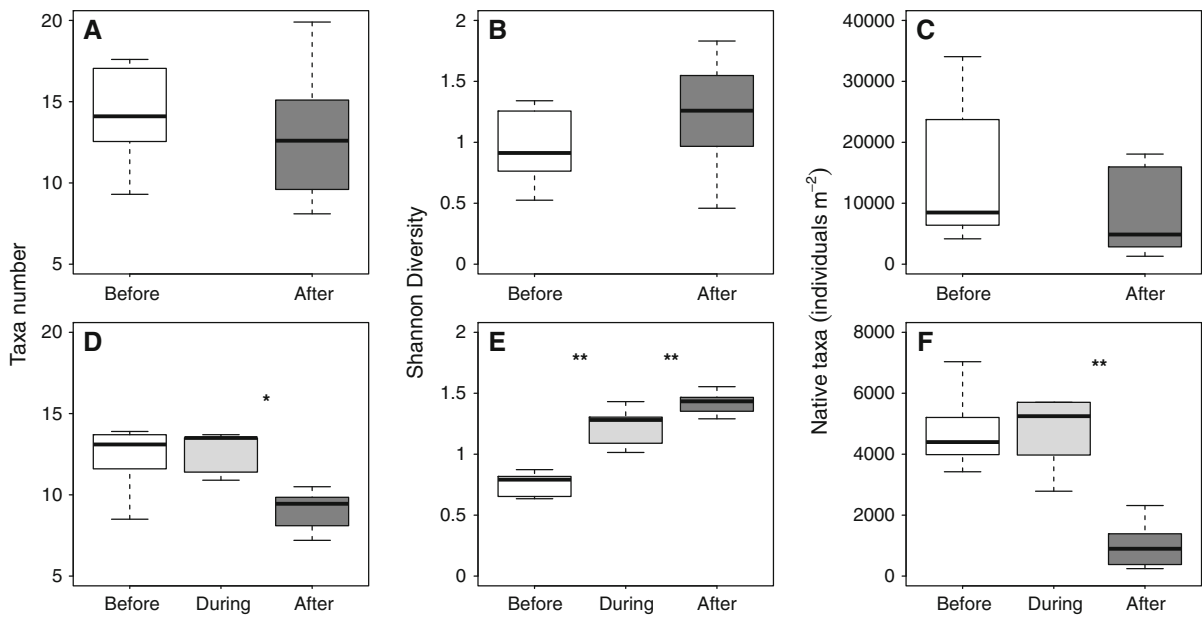 A
20
15
10
5
Before
After
B
2
1.5
1
0.5
0
Before
After
C
40000
30000
20000
10000
0
Before
After
Taxa number
Shannon Diversity
Native taxa (individuals m⁻²)
D
20
15
10
5
*
Before
During
After
E
2
1.5
1
0.5
0
**
**
Before
During
After
F
8000
6000
4000
2000
0
**
Before
During
After